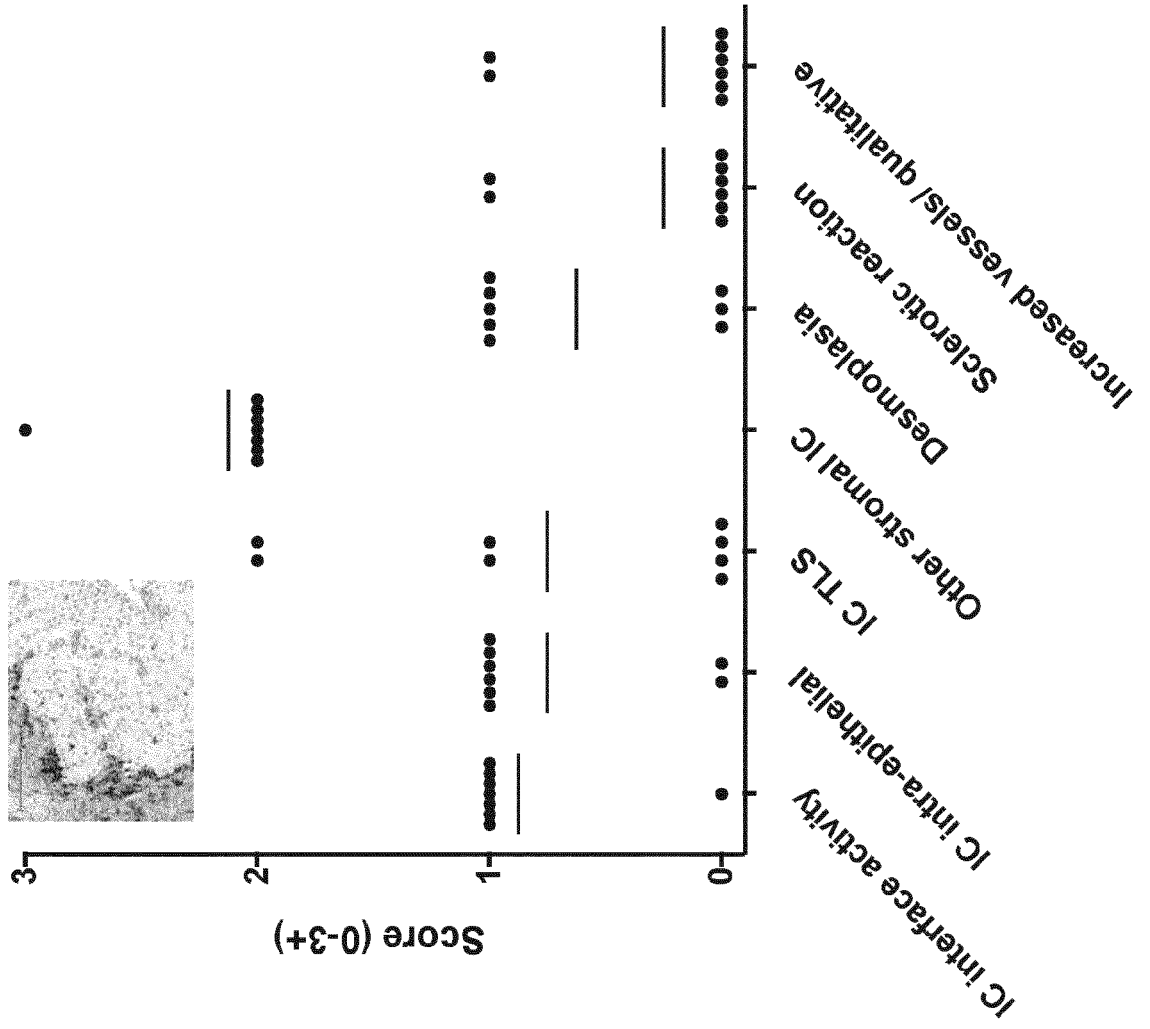 Score (0-3+)
3
2
1
0
IC interface activity
IC intra-epithelial
IC TLS
Other stromal IC
Desmoplasia
Sclerotic reaction
Increased vessels/ qualitative